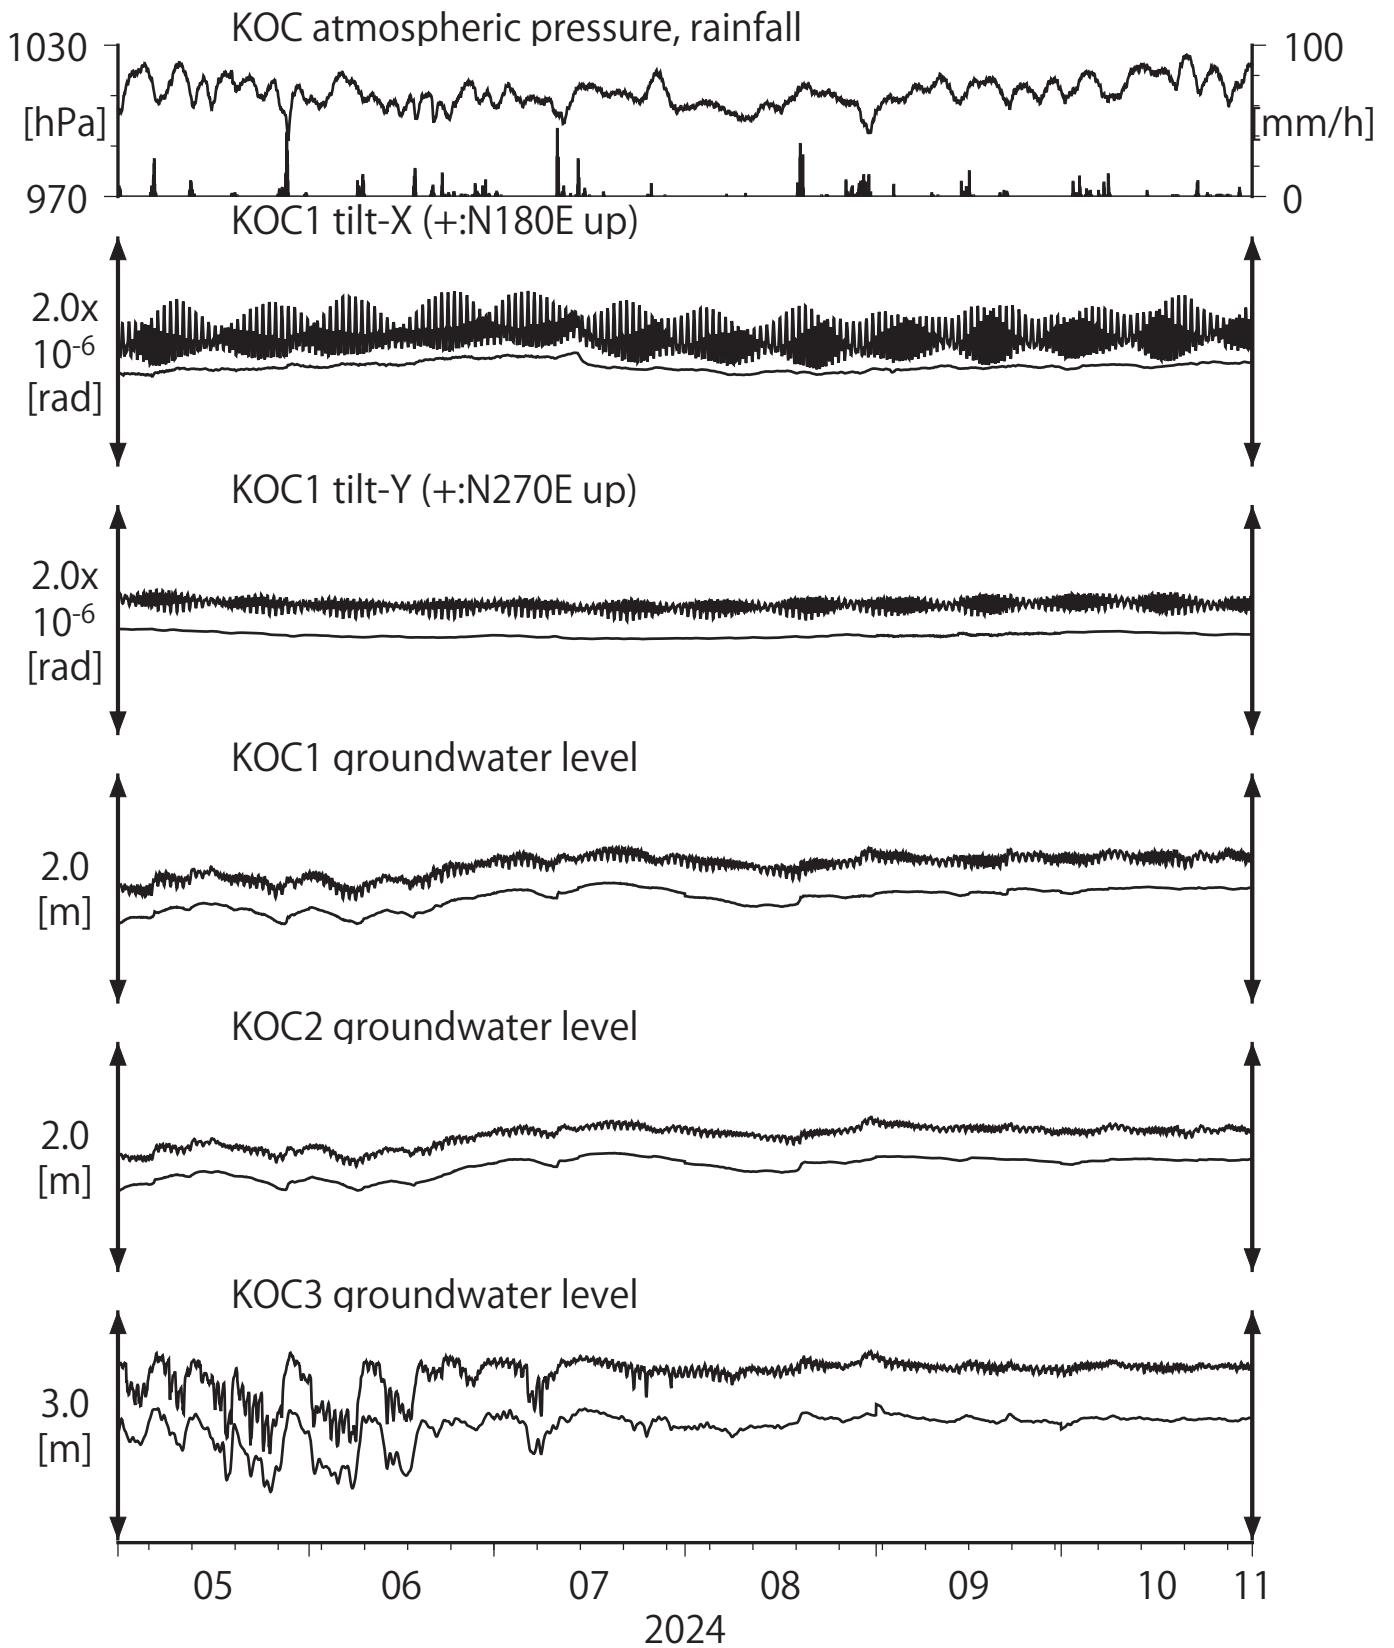 KOC atmospheric pressure, rainfall
1030
100
[hPa]
[mm/h]
970
0
KOC1 tilt-X (+:N180E up)
2.0x
10-6
[rad]
KOC1 tilt-Y (+:N270E up)
2.0x
10-6
[rad]
KOC1 groundwater level
2.0
[m]
KOC2 groundwater level
2.0
[m]
KOC3 groundwater level
3.0
[m]
05 06 07 08 09 10 11
2024